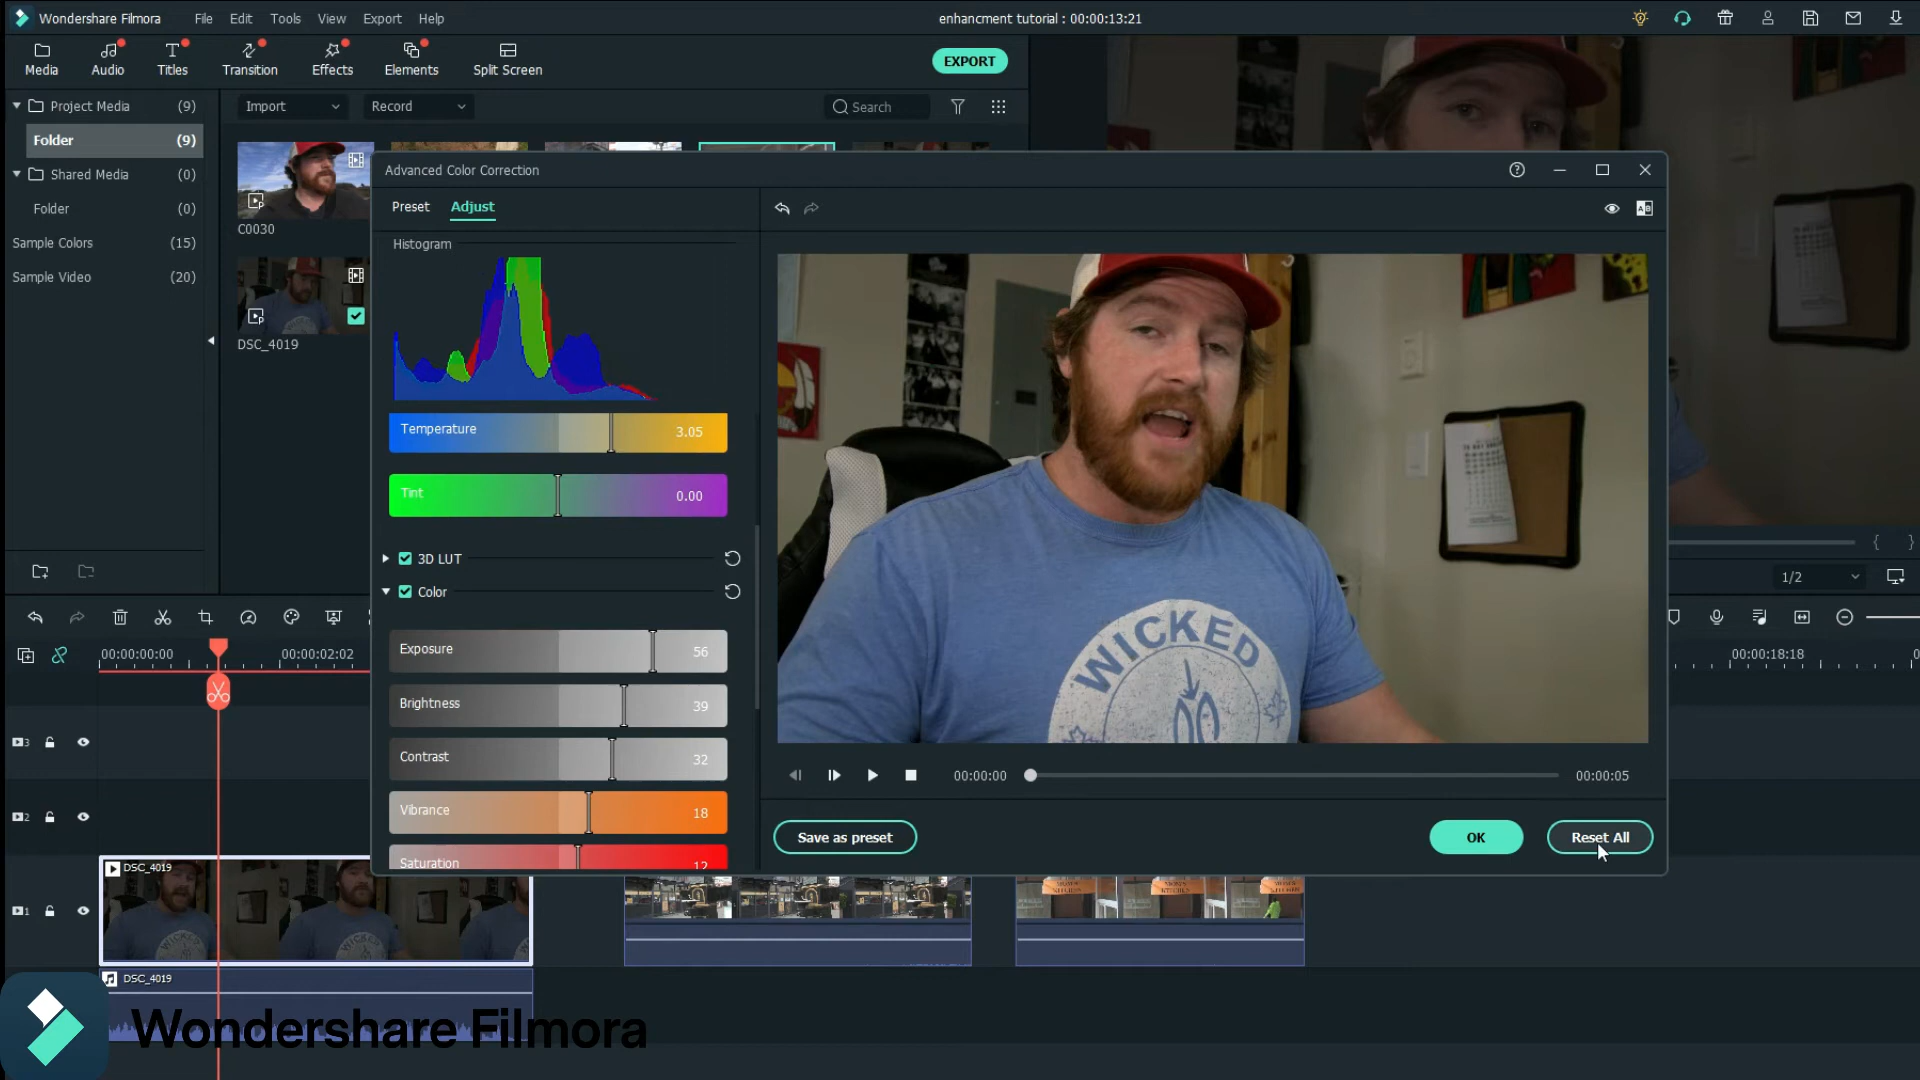 Wondershare Filmora File Edit Tools View Export Help enhancment tutorial : 00:00:13:21
Media Audio Titles Transition Effects Elements Split Screen EXPORT
Project Media (9) Import Record Search
Folder (9)
Shared Media (0)
Folder (0)
Sample Colors (15)
Sample Video (20)
C0030
DSC_4019
Advanced Color Correction
Preset Adjust
Histogram
Temperature 3.05
Tint 0.00
3D LUT
Color
Exposure 56
Brightness 39
Contrast 32
Vibrance 18
Saturation 12
WICKED
00:00:00 00:00:05
Save as preset OK Reset All
1/2
00:00:00:00 00:00:02:02 00:00:18:18
3
2
1
DSC_4019
WICKED
DSC_4019
Wondershare Filmora